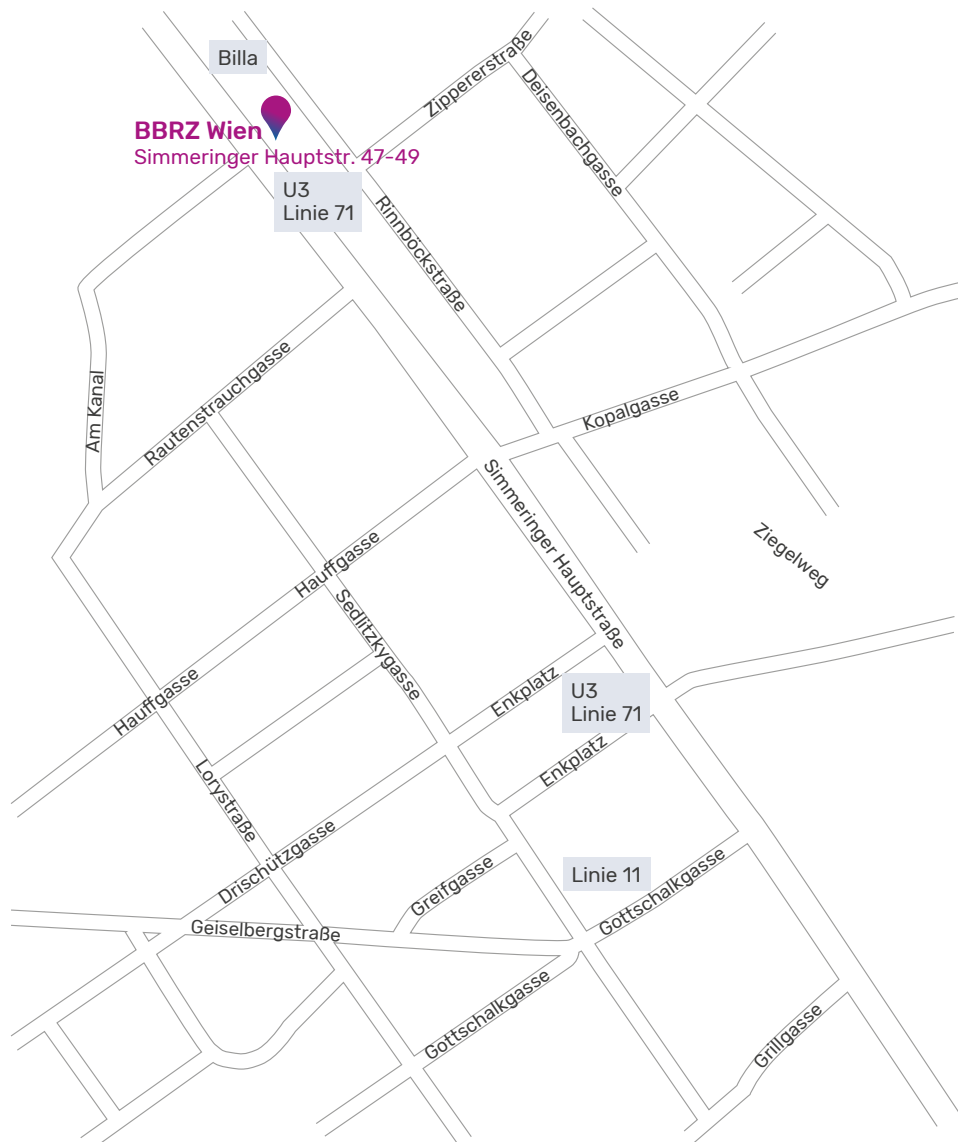 Billa
Zippererstraße
Deisenbachgasse
BBRZ Wien
Simmeringer Hauptstr. 47-49
U3
Linie 71
Rinnböckstraße
Am Kanal
Rautenstrauchgasse
Kopalgasse
Simmeringer Hauptstraße
Ziegelweg
Hauffgasse
Sedlitzkygasse
Hauffgasse
Enkplatz
U3
Linie 71
Enkplatz
Lorystraße
Drischützgasse
Greifgasse
Linie 11
Gottschalkgasse
Geiselbergstraße
Gottschalkgasse
Grillgasse